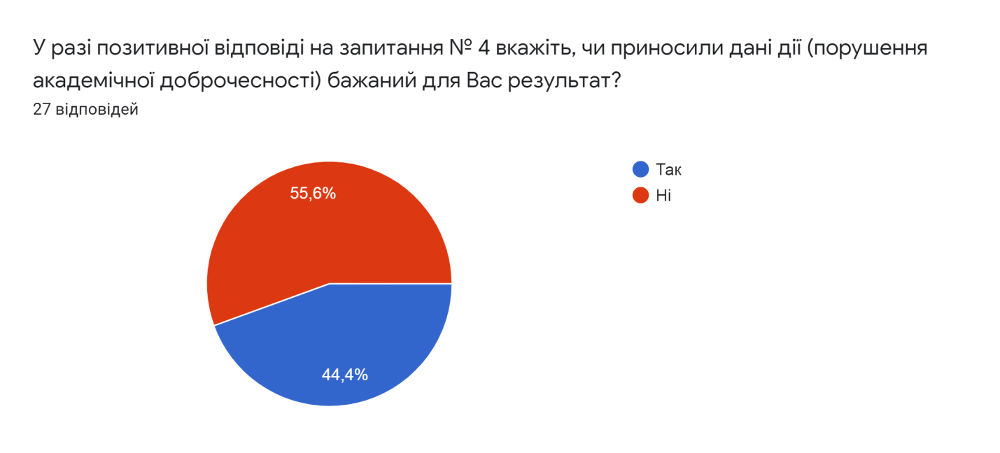 У разі позитивної відповіді на запитання № 4 вкажіть, чи приносили дані дії (порушення
академічної доброчесності) бажаний для Вас результат?
27 відповідей
55,6%
44,4%
Так
Ні